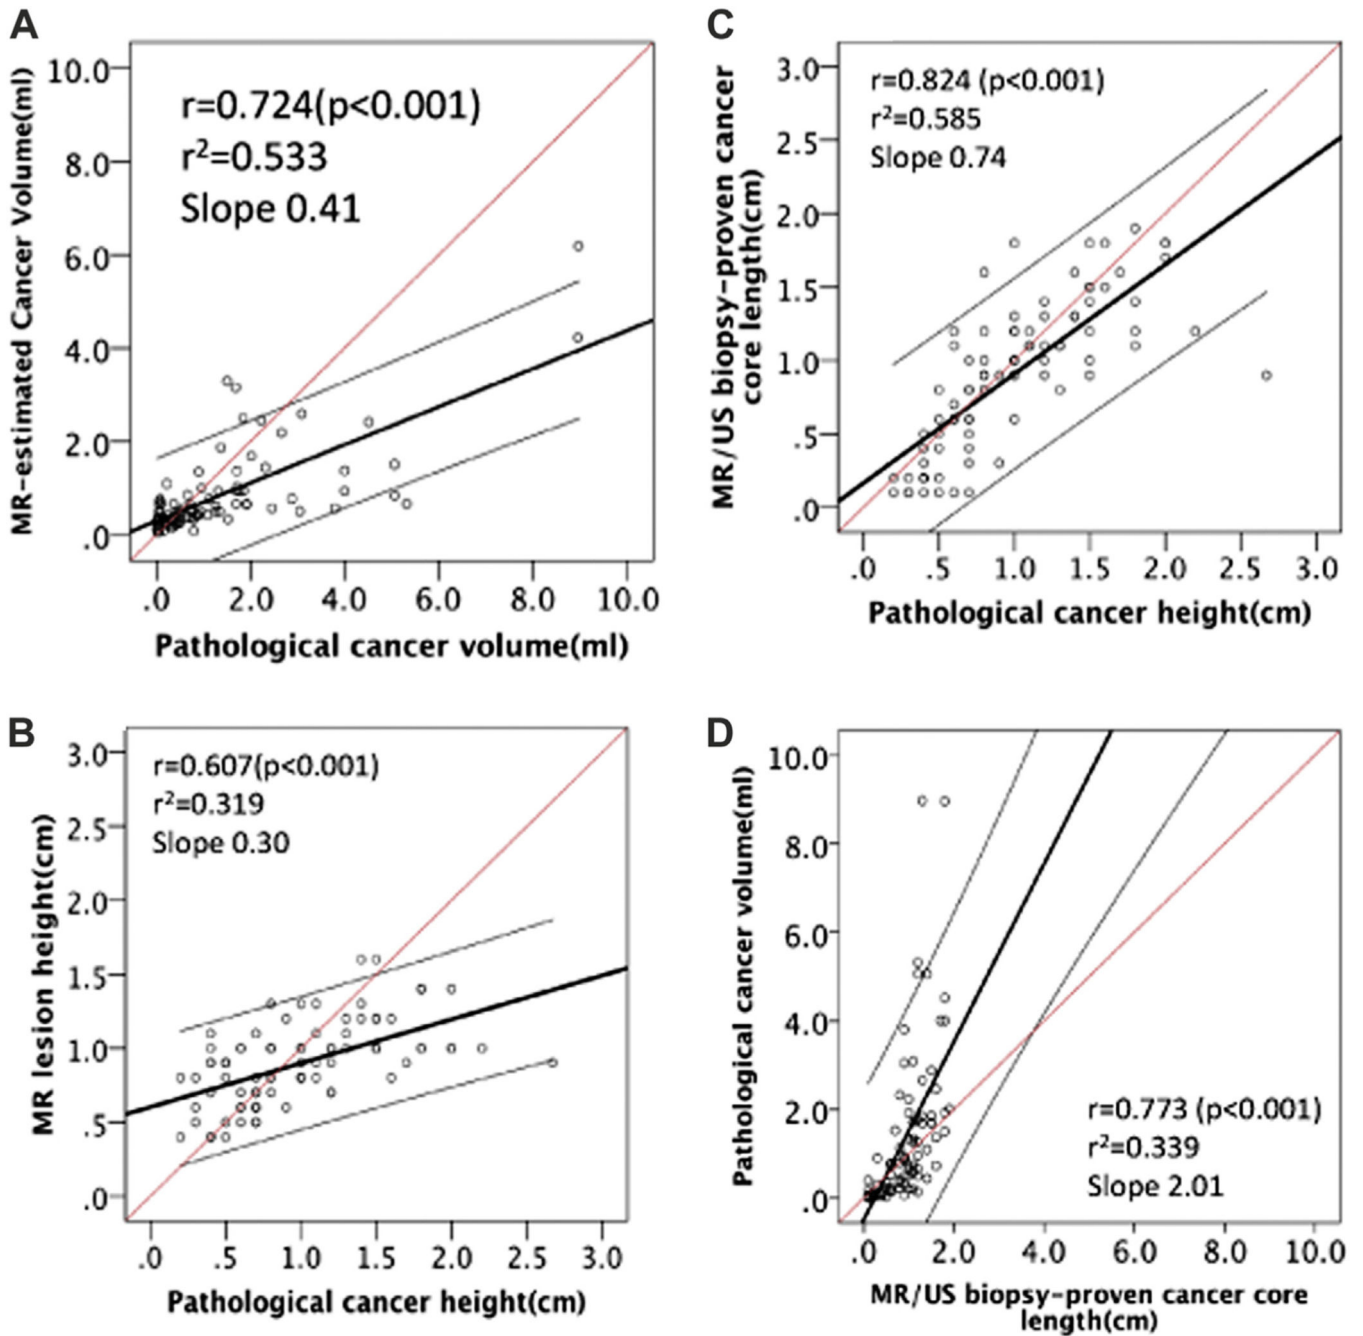 A
MR-estimated Cancer Volume(ml)
10.0
8.0
6.0
4.0
2.0
.0
r=0.724(p<0.001)
r²=0.533
Slope 0.41
.0 2.0 4.0 6.0 8.0 10.0
Pathological cancer volume(ml)
C
MR/US biopsy-proven cancer
core length(cm)
3.0
2.5
2.0
1.5
1.0
.5
.0
r=0.824 (p<0.001)
r²=0.585
Slope 0.74
.0 .5 1.0 1.5 2.0 2.5 3.0
Pathological cancer height(cm)
B
MR lesion height(cm)
3.0
2.5
2.0
1.5
1.0
.5
.0
r=0.607(p<0.001)
r²=0.319
Slope 0.30
.0 .5 1.0 1.5 2.0 2.5 3.0
Pathological cancer height(cm)
D
Pathological cancer volume(ml)
10.0
8.0
6.0
4.0
2.0
.0
r=0.773 (p<0.001)
r²=0.339
Slope 2.01
.0 2.0 4.0 6.0 8.0 10.0
MR/US biopsy-proven cancer core
length(cm)